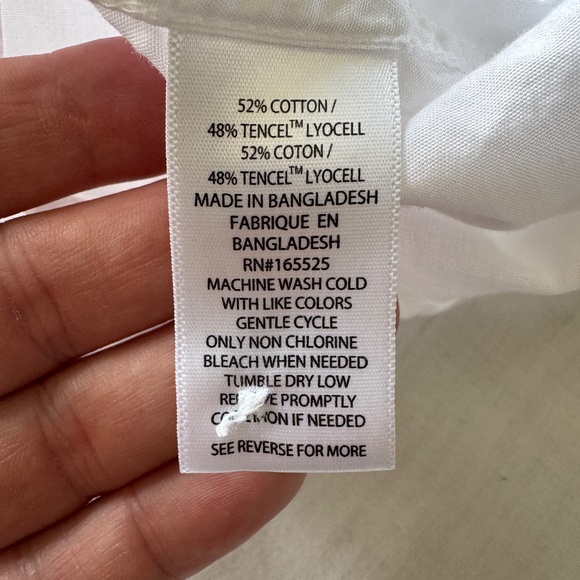 52% COTTON /
48% TENCEL™ LYOCELL
52% COTON /
48% TENCEL™ LYOCELL
MADE IN BANGLADESH
FABRIQUE EN
BANGLADESH
RN#165525
MACHINE WASH COLD
WITH LIKE COLORS
GENTLE CYCLE
ONLY NON CHLORINE
BLEACH WHEN NEEDED
TUMBLE DRY LOW
PROMPTLY
IF NEEDED
SEE REVERSE FOR MORE